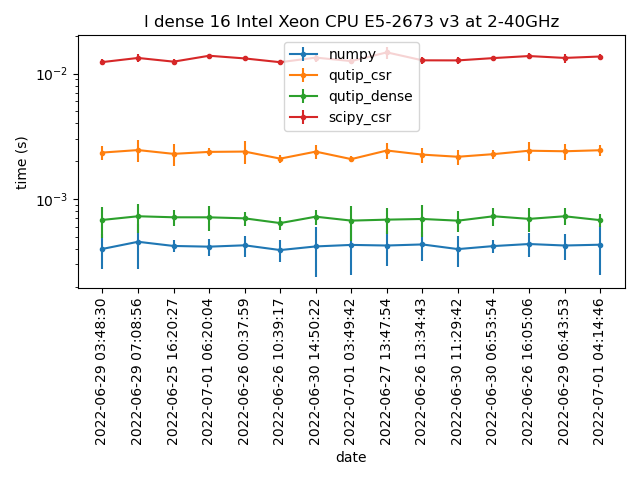 l dense 16 Intel Xeon CPU E5-2673 v3 at 2-40GHz
numpy
qutip_csr
qutip_dense
scipy_csr
10⁻²
10⁻³
time (s)
2022-06-29 03:48:30
2022-06-29 07:08:56
2022-06-25 16:20:27
2022-07-01 06:20:04
2022-06-26 00:37:59
2022-06-26 10:39:17
2022-06-30 14:50:22
2022-07-01 03:49:42
2022-06-27 13:47:54
2022-06-26 13:34:43
2022-06-30 11:29:42
2022-06-30 06:53:54
2022-06-26 16:05:06
2022-06-29 06:43:53
2022-07-01 04:14:46
date